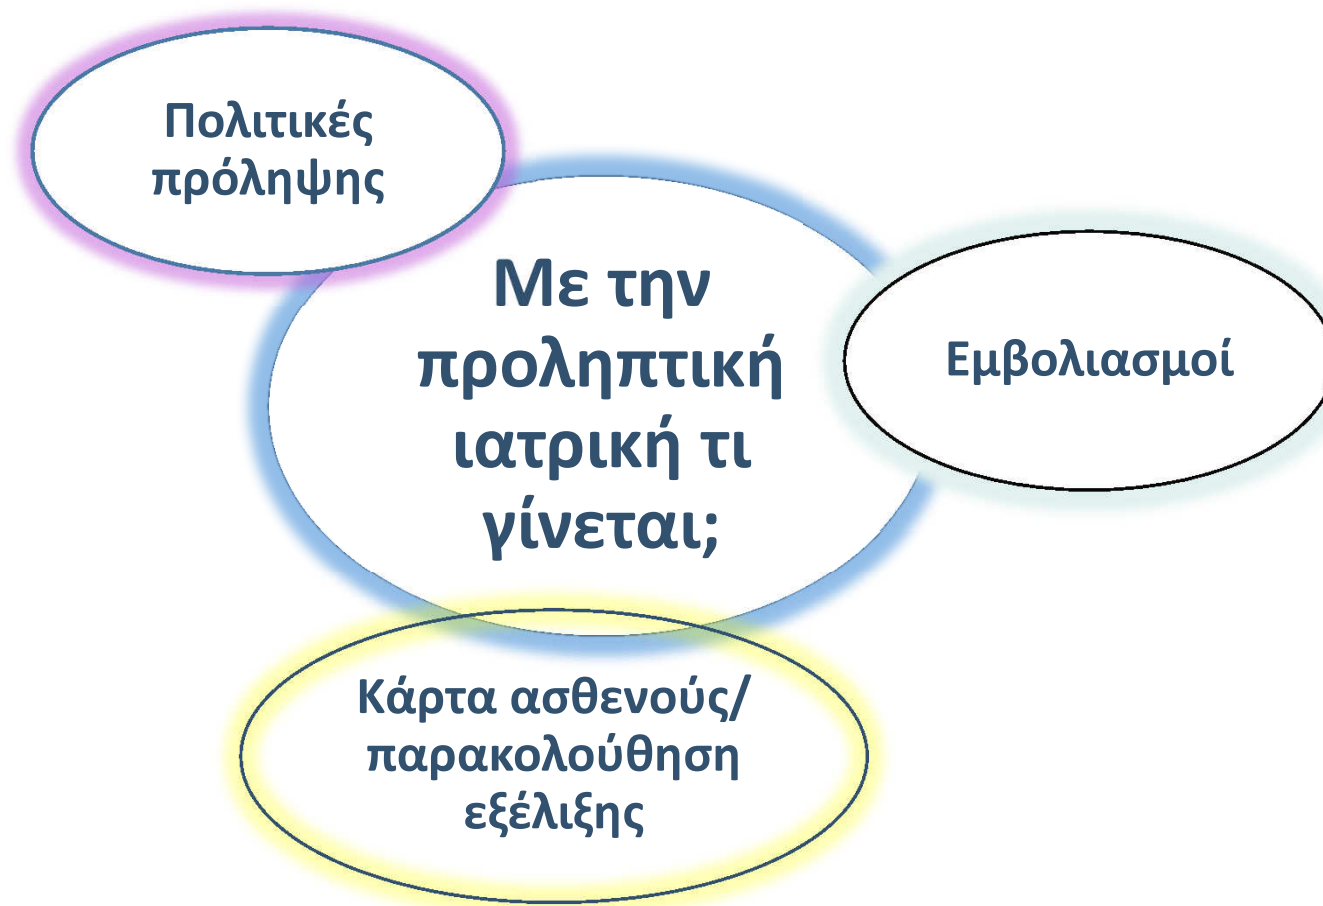 Πολιτικές
πρόληψης
Με την
προληπτική
ιατρική τι
γίνεται;
Εμβολιασμοί
Κάρτα ασθενούς/
παρακολούθηση
εξέλιξης